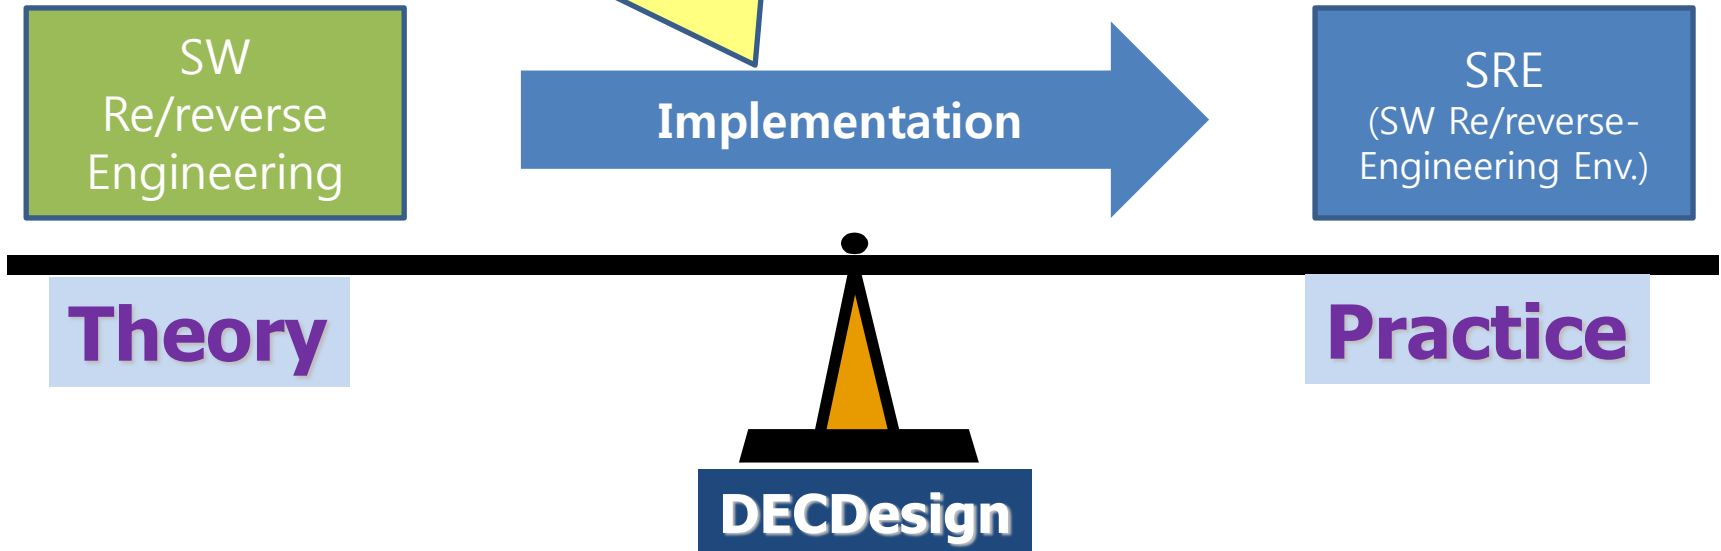 SW
Re/reverse
Engineering
Implementation
SRE
(SW Re/reverse-
Engineering Env.)
Theory
Practice
DECDesign